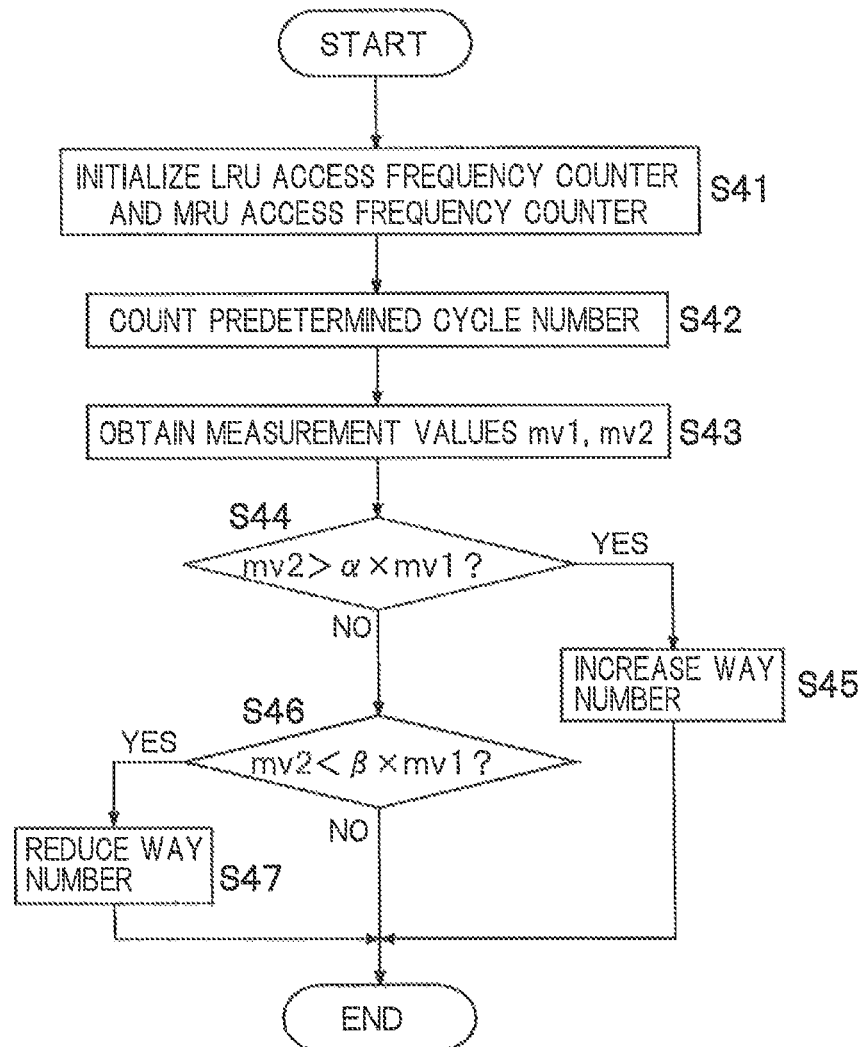 START
INITIALIZE LRU ACCESS FREQUENCY COUNTER
AND MRU ACCESS FREQUENCY COUNTER
S41
COUNT PREDETERMINED CYCLE NUMBER
S42
OBTAIN MEASUREMENT VALUES mv1, mv2
S43
S44
mv2> α×mv1?
YES
NO
INCREASE WAY
NUMBER
S45
S46
mv2< β×mv1?
YES
NO
REDUCE WAY
NUMBER
S47
END